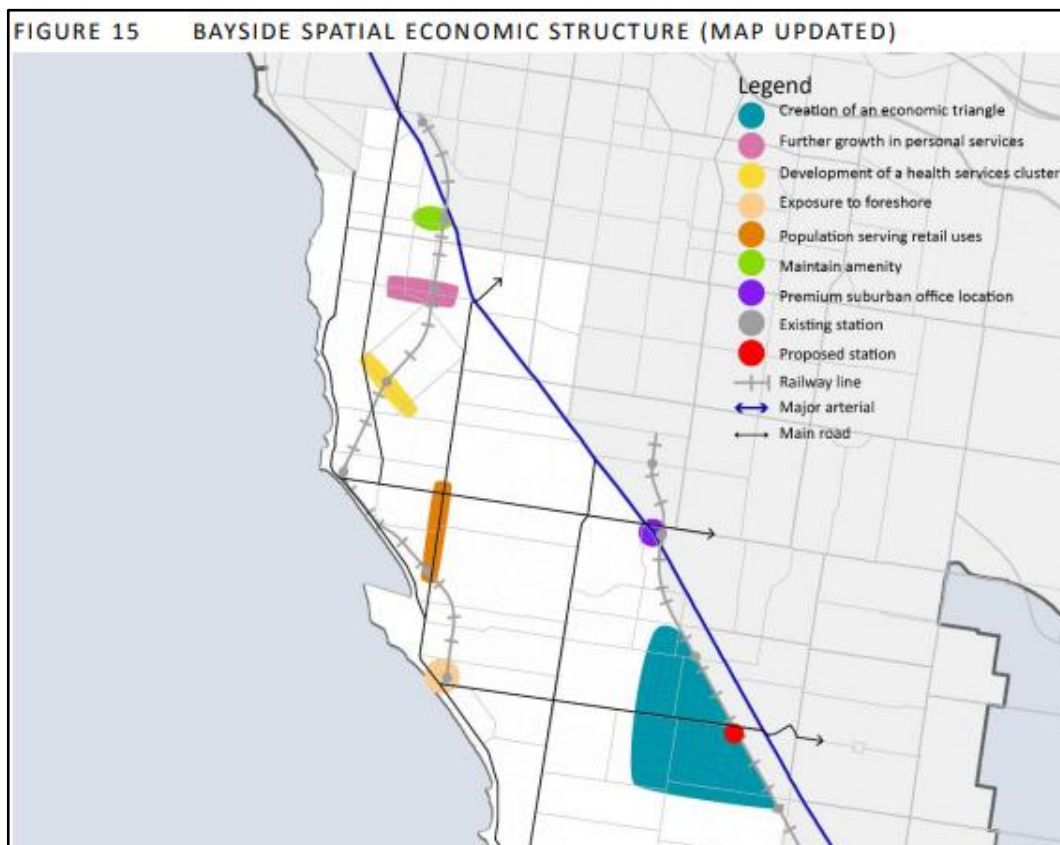 FIGURE 15 BAYSIDE SPATIAL ECONOMIC STRUCTURE (MAP UPDATED)
Legend
Creation of an economic triangle
Further growth in personal services
Development of a health services cluster
Exposure to foreshore
Population serving retail uses
Maintain amenity
Premium suburban office location
Existing station
Proposed station
Railway line
Major arterial
Main road